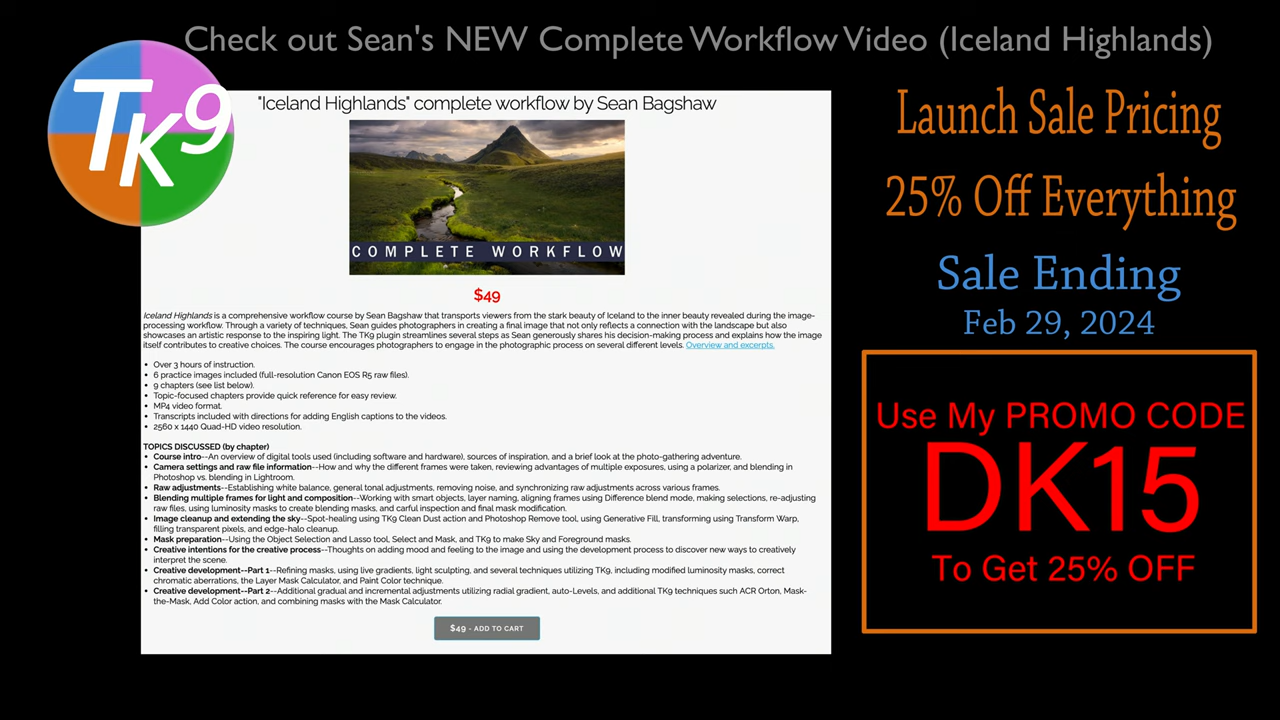 Check out Sean's NEW Complete Workflow Video (Iceland Highlands)
TK9
"Iceland Highlands" complete workflow by Sean Bagshaw
COMPLETE WORKFLOW
$49
Iceland Highlands is a comprehensive workflow course by Sean Bagshaw that transports viewers from the stark beauty of Iceland to the inner beauty revealed during the image-
processing workflow. Through a variety of techniques, Sean guides photographers in creating a final image that not only reflects a connection with the landscape but also
showcases an artistic response to the inspiring light. The TK9 plugin streamlines several steps as Sean generously shares his decision-making process and explains how the image
itself contributes to creative choices. The course encourages photographers to engage in the photographic process on several different levels. Overview and excerpts.
• Over 3 hours of instruction.
• 6 practice images included (full-resolution Canon EOS R5 raw files).
• 9 chapters (see list below).
• Topic-focused chapters provide quick reference for easy review.
• MP4 video format.
• Transcripts included with directions for adding English captions to the videos.
• 2560 x 1440 Quad-HD video resolution.
TOPICS DISCUSSED (by chapter)
• Course intro--An overview of digital tools used (including software and hardware), sources of inspiration, and a brief look at the photo-gathering adventure.
• Camera settings and raw file information--How and why the different frames were taken, reviewing advantages of multiple exposures, using a polarizer, and blending in
Photoshop vs. blending in Lightroom.
• Raw adjustments--Establishing white balance, general tonal adjustments, removing noise, and synchronizing raw adjustments across various frames.
• Blending multiple frames for light and composition--Working with smart objects, layer naming, aligning frames using Difference blend mode, making selections, re-adjusting
raw files, using luminosity masks to create blending masks, and carful inspection and final mask modification.
• Image cleanup and extending the sky--Spot-healing using TK9 Clean Dust action and Photoshop Remove tool, using Generative Fill, transforming using Transform Warp,
filling transparent pixels, and edge-halo cleanup.
• Mask preparation--Using the Object Selection and Lasso tool, Select and Mask, and TK9 to make Sky and Foreground masks.
• Creative intentions for the creative process--Thoughts on adding mood and feeling to the image and using the development process to discover new ways to creatively
interpret the scene.
• Creative development--Part 1--Refining masks, using live gradients, light sculpting, and several techniques utilizing TK9, including modified luminosity masks, correct
chromatic aberrations, the Layer Mask Calculator, and Paint Color technique.
• Creative development--Part 2--Additional gradual and incremental adjustments utilizing radial gradient, auto-Levels, and additional TK9 techniques such ACR Orton, Mask-
the-Mask, Add Color action, and combining masks with the Mask Calculator.
$49 - ADD TO CART
Launch Sale Pricing
25% Off Everything
Sale Ending
Feb 29, 2024
Use My PROMO CODE
DK15
To Get 25% OFF